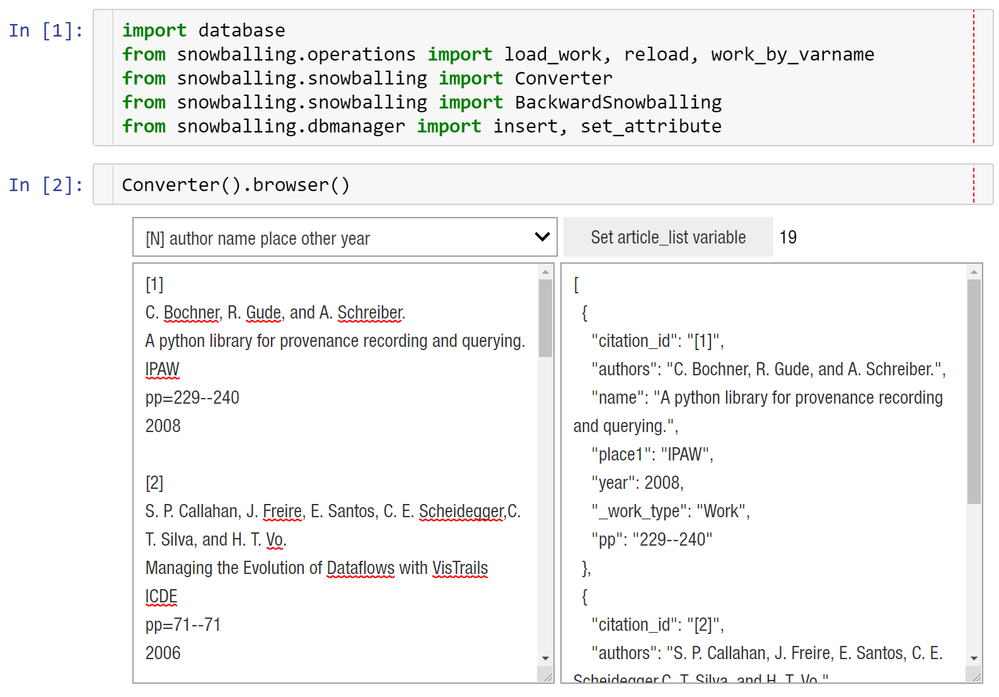 In [1]:
import database
from snowballing.operations import load_work, reload, work_by_varname
from snowballing.snowballing import Converter
from snowballing.snowballing import BackwardSnowballing
from snowballing.dbmanager import insert, set_attribute
In [2]:
Converter().browser()
[N] author name place other year
Set article_list variable
19
[1]
C. Bochner, R. Gude, and A. Schreiber.
A python library for provenance recording and querying.
IPAW
pp=229--240
2008
[2]
S. P. Callahan, J. Freire, E. Santos, C. E. Scheidegger,C.
T. Silva, and H. T. Vo.
Managing the Evolution of Dataflows with VisTrails
ICDE
pp=71--71
2006
[
{
"citation_id": "[1]",
"authors": "C. Bochner, R. Gude, and A. Schreiber.",
"name": "A python library for provenance recording
and querying.",
"place1": "IPAW",
"year": 2008,
"_work_type": "Work",
"pp": "229--240"
},
{
"citation_id": "[2]",
"authors": "S. P. Callahan, J. Freire, E. Santos, C. E.
Scheidegger,C. T. Silva, and H. T. Vo."